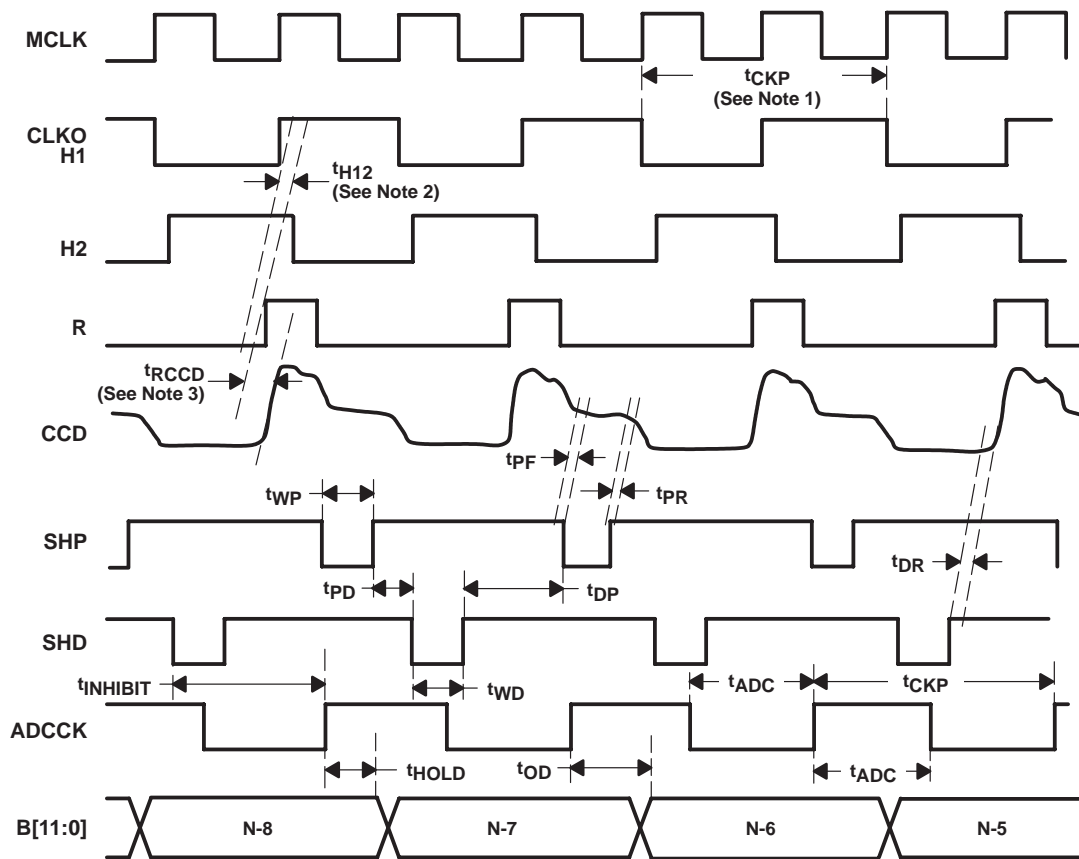 MCLK
tCKP
(See Note 1)
CLKO
H1
tH12
(See Note 2)
H2
R
tRCCD
(See Note 3)
CCD
tPF
tWP
tPR
SHP
tPD
tDP
tDR
SHD
tINHIBIT
tWD
tADC
tCKP
ADCCK
tHOLD
tOD
tADC
B[11:0]
N-8
N-7
N-6
N-5